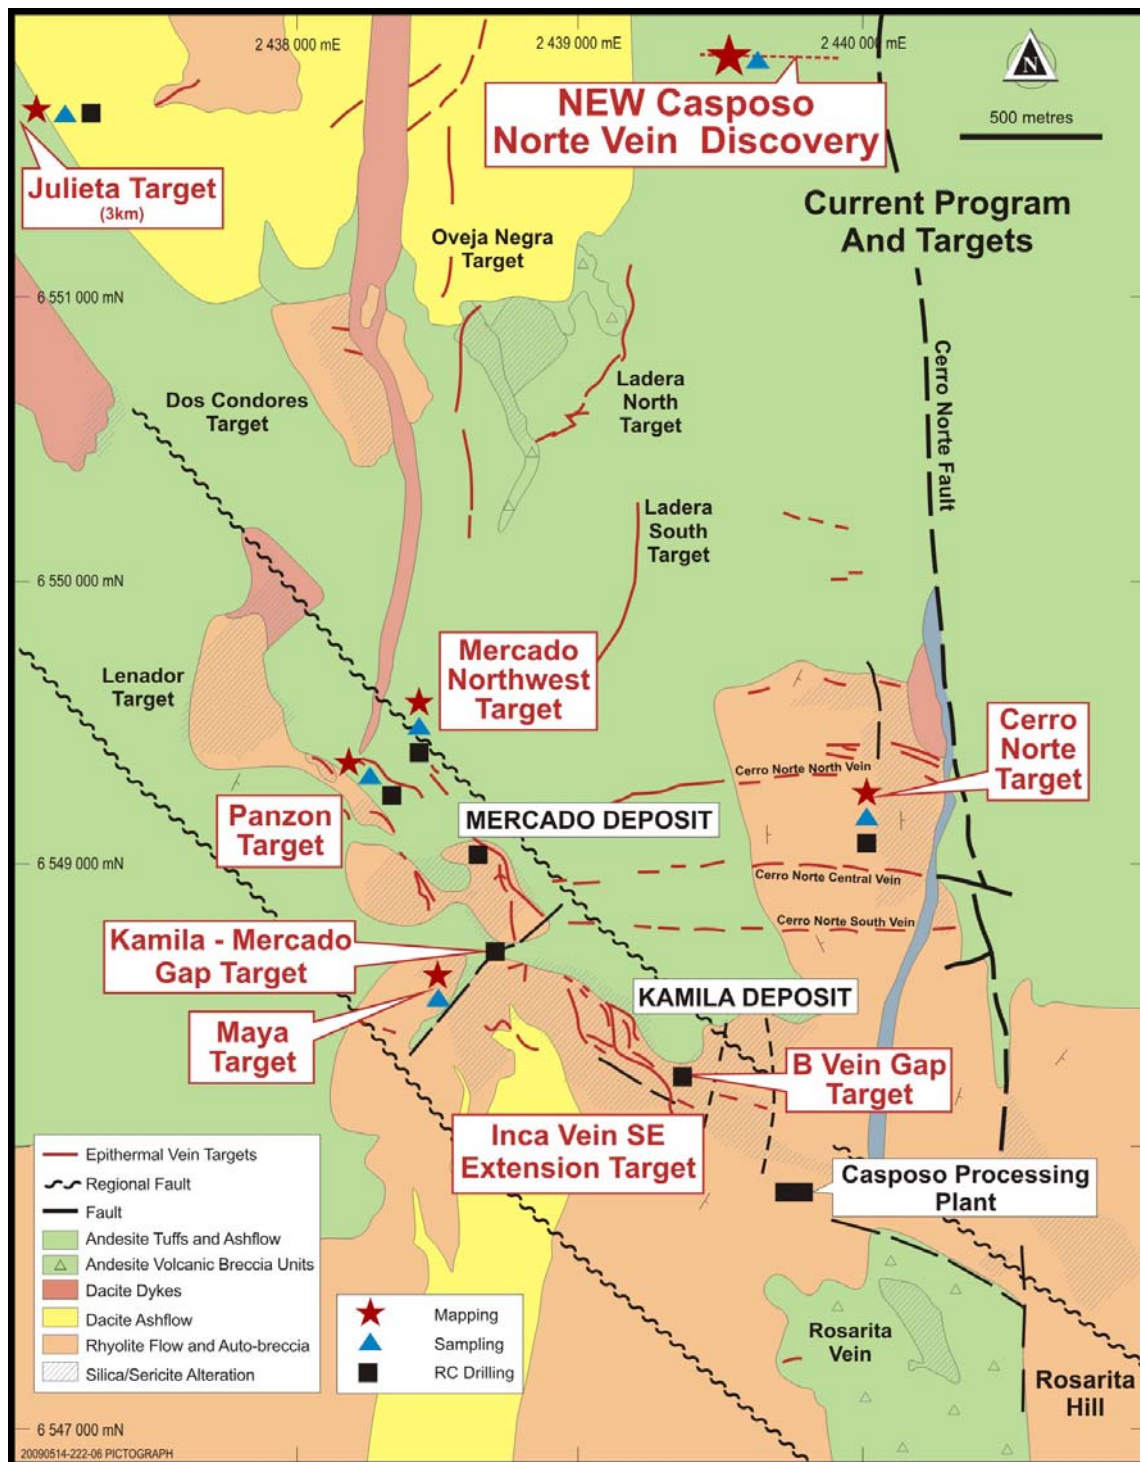 2 438 000 mE
2 439 000 mE
2 440 000 mE
N
500 metres
NEW Casposo
Norte Vein Discovery
Julieta Target
(3km)
Current Program
And Targets
Oveja Negra
Target
6 551 000 mN
Cerro Norte Fault
Dos Condores
Target
Ladera
North
Target
Ladera
South
Target
6 550 000 mN
Mercado
Northwest
Target
Lenador
Target
Cerro
Norte
Target
Cerro Norte North Vein
Panzon
Target
MERCADO DEPOSIT
6 549 000 mN
Cerro Norte Central Vein
Cerro Norte South Vein
Kamila - Mercado
Gap Target
KAMILA DEPOSIT
Maya
Target
B Vein Gap
Target
Inca Vein SE
Extension Target
Casposo Processing
Plant
Epithermal Vein Targets
Regional Fault
Fault
Andesite Tuffs and Ashflow
Andesite Volcanic Breccia Units
Dacite Dykes
Dacite Ashflow
Rhyolite Flow and Auto-breccia
Silica/Sericite Alteration
Mapping
Sampling
RC Drilling
Rosarita
Vein
Rosarita
Hill
6 547 000 mN
20090514-222-06 PICTOGRAPH